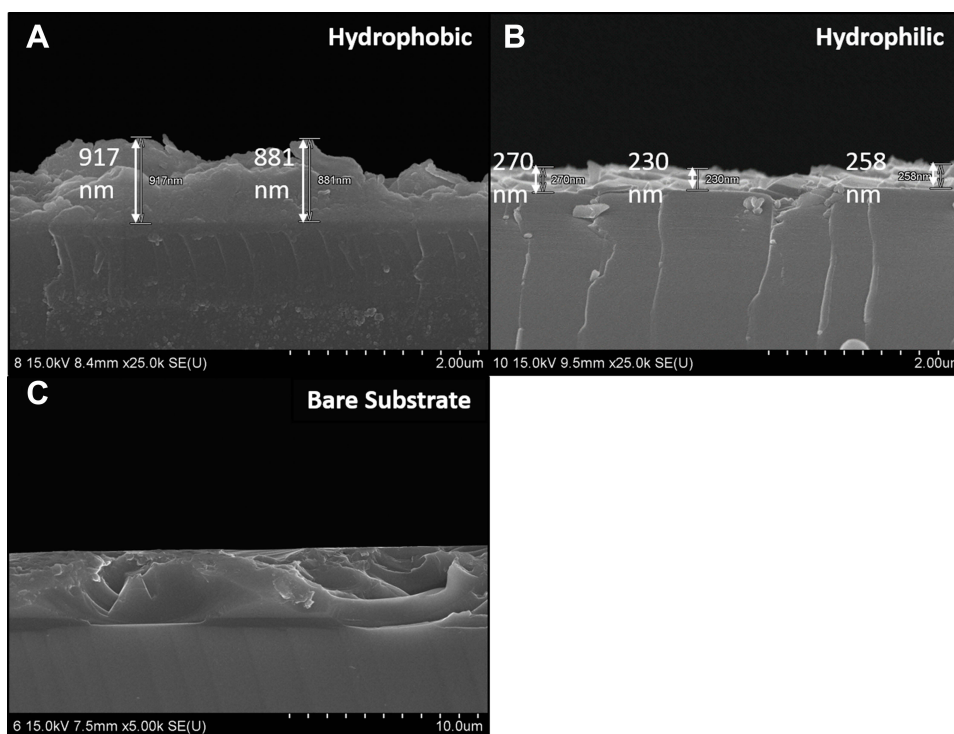 A
Hydrophobic
917
nm
917nm
881
nm
881nm
8 15.0kV 8.4mm x25.0k SE(U)
2.00um
B
Hydrophilic
270
nm
270nm
230
nm
230nm
258
nm
258nm
10 15.0kV 9.5mm x25.0k SE(U)
2.00u
C
Bare Substrate
6 15.0kV 7.5mm x5.00k SE(U)
10.0um